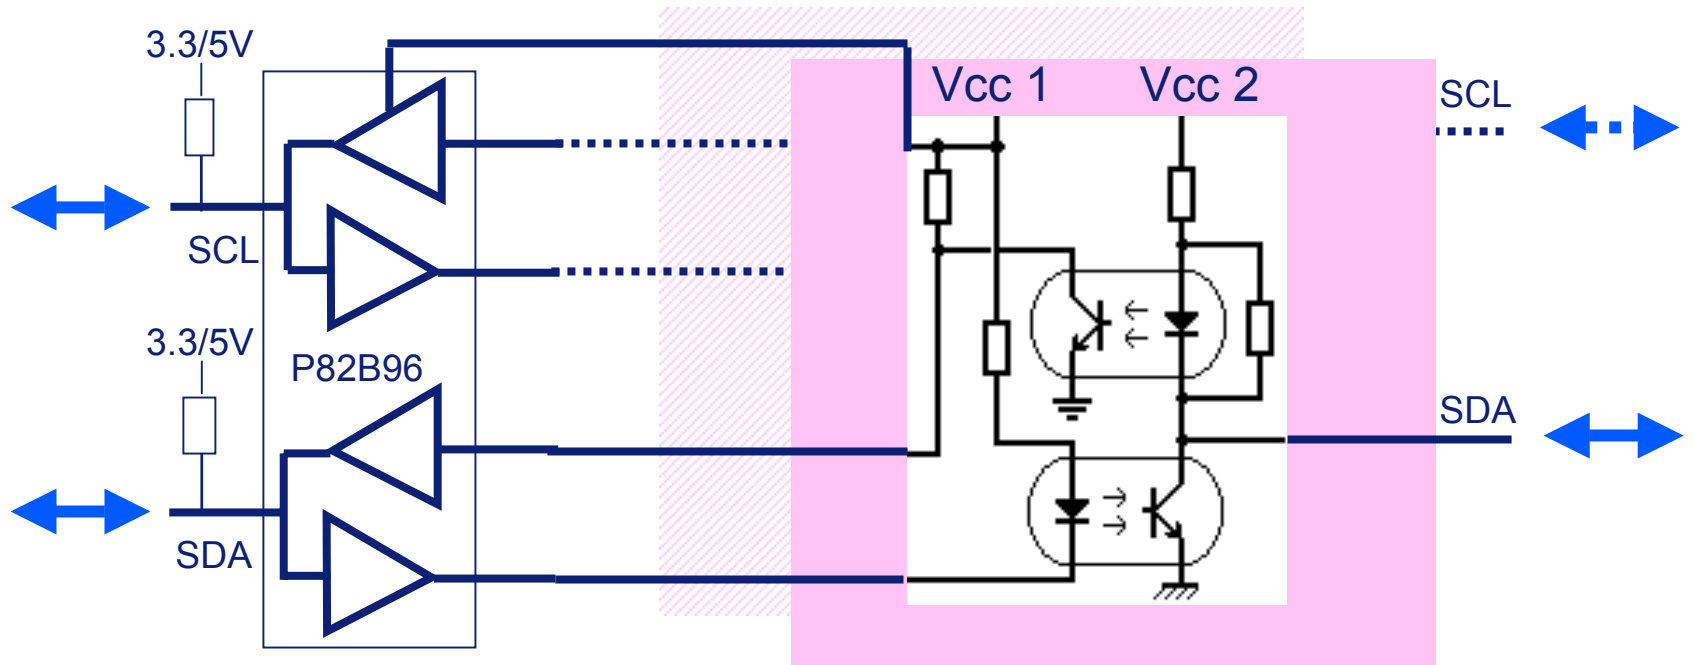 3.3/5V
Vcc 1
Vcc 2
SCL
SCL
3.3/5V
P82B96
SDA
SDA